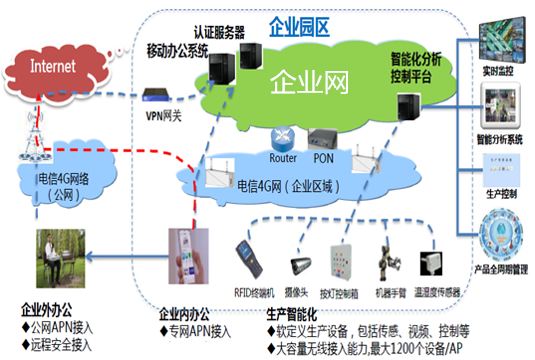 企业园区
认证服务器
移动办公系统
Internet
企业网
智能化分析
控制平台
实时监控
VPN网关
智能分析系统
Router
PON
电信4G网络
（公网）
电信4G网（企业区域）
生产控制
RFID终端机
摄像头
按灯控制箱
机器手臂
温湿度传感器
产品全周期管理
企业外办公
◆公网APN接入
◆远程安全接入
企业内办公
◆专网APN接入
生产智能化
◆软定义生产设备，包括传感、视频、控制等
◆大容量无线接入能力,最大1200个设备/AP